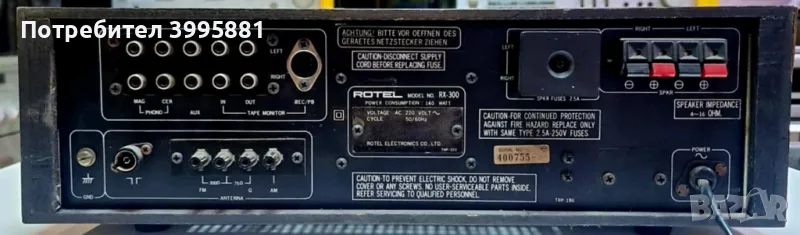 Потребител 3995881
LEFT
RIGHT
MAG
CER
IN
OUT
REC/PB
PHONO
AUX
TAPE MONITOR
GND
FM
300Ω
75Ω
G
AM
ANTENNA
ACHTUNG! BITTE VOR OEFFNEN DES
GERAETES NETZSTECKER ZIEHEN
CAUTION-DISCONNECT SUPPLY
CORD BEFORE REPLACING FUSE.
ROTEL MODEL NO. RX-300
POWER CONSUMPTION: 140 WATT
VOLTAGE AC 220 VOLT~
CYCLE 50/60Hz
ROTEL ELECTRONICS CO., LTD.
CAUTION-TO PREVENT ELECTRIC SHOCK, DO NOT REMOVE
COVER OR ANY SCREWS. NO USER-SERVICEABLE PARTS INSIDE.
REFER SERVICING TO QUALIFIED PERSONNEL.
LEFT
RIGHT
SPKR FUSES 2.5A
CAUTION: FOR CONTINUED PROTECTION
AGAINST FIRE HAZARD REPLACE ONLY
WITH SAME TYPE 2.5A-250V FUSES
SERIAL NO.
400755
RIGHT
LEFT
SPKR
SPEAKER IMPEDANCE
4~16 OHM.
POWER
bazar